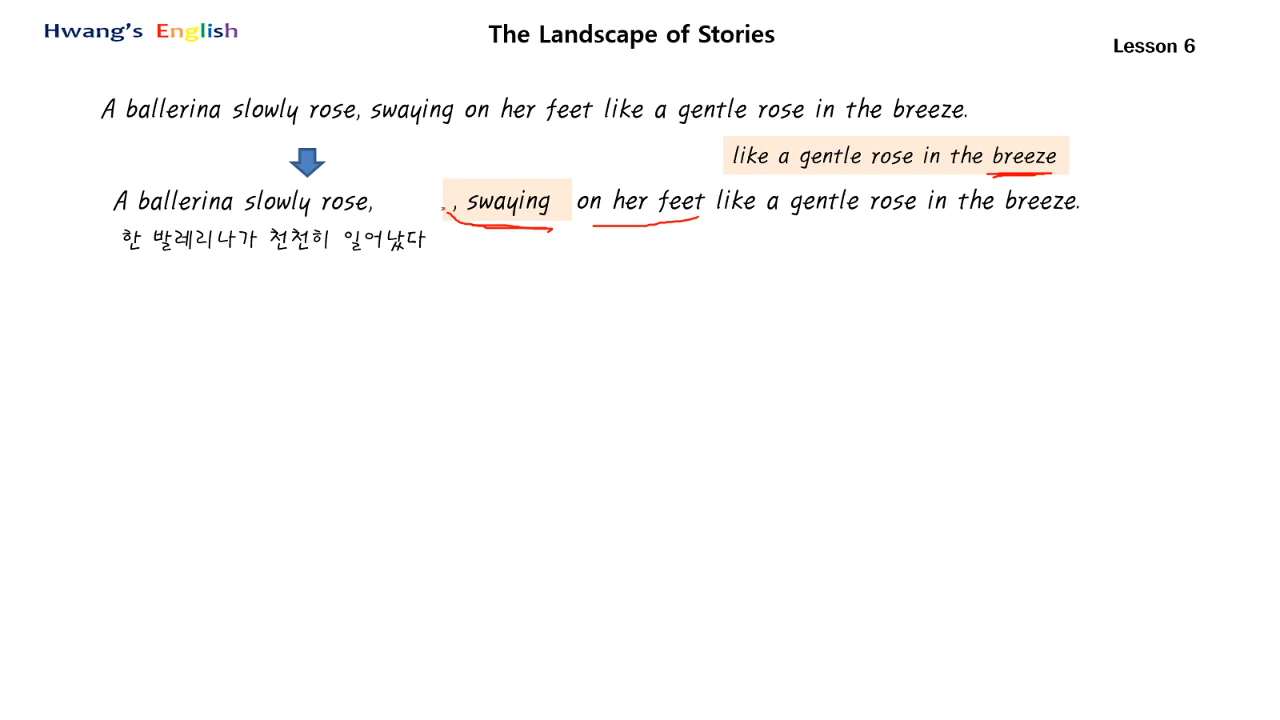 Hwang's English
The Landscape of Stories
Lesson 6
A ballerina slowly rose, swaying on her feet like a gentle rose in the breeze.
like a gentle rose in the breeze
A ballerina slowly rose, , swaying on her feet like a gentle rose in the breeze.
한 발레리나가 천천히 일어났다